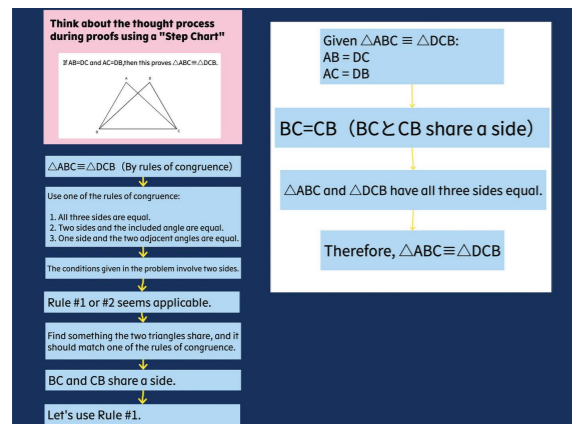 Think about the thought process
during proofs using a "Step Chart"
If AB=DC and AC=DB,then this proves △ABC≡△DCB.
A
D
B
C
△ABC≡△DCB (By rules of congruence)
Use one of the rules of congruence:
1. All three sides are equal.
2. Two sides and the included angle are equal.
3. One side and the two adjacent angles are equal.
The conditions given in the problem involve two sides.
Rule #1 or #2 seems applicable.
Find something the two triangles share, and it
should match one of the rules of congruence.
BC and CB share a side.
Let's use Rule #1.
Given △ABC ≡ △DCB:
AB = DC
AC = DB
BC=CB（BCとCB share a side）
△ABC and △DCB have all three sides equal.
Therefore, △ABC≡△DCB